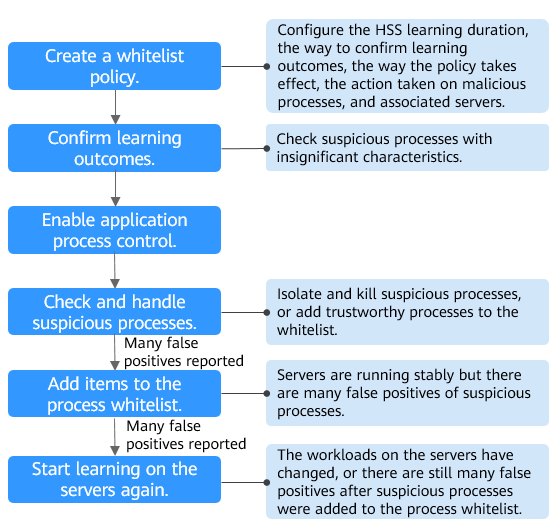 Create a whitelist
policy.
Configure the HSS learning duration,
the way to confirm learning
outcomes, the way the policy takes
effect, the action taken on malicious
processes, and associated servers.
Confirm learning
outcomes.
Check suspicious processes with
insignificant characteristics.
Enable application
process control.
Check and handle
suspicious processes.
Isolate and kill suspicious processes,
or add trustworthy processes to the
whitelist.
Many false
positives reported
Add items to the
process whitelist.
Servers are running stably but there
are many false positives of suspicious
processes.
Many false
positives reported
Start learning on the
servers again.
The workloads on the servers have
changed, or there are still many false
positives after suspicious processes
were added to the process whitelist.